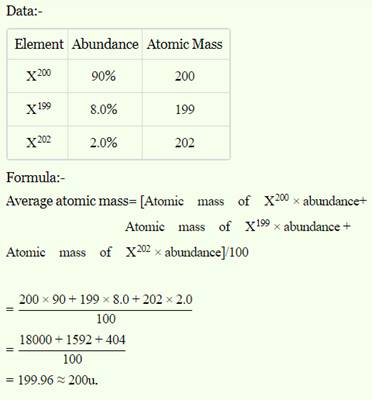 Data:-
Element Abundance Atomic Mass
X²⁰⁰ 90% 200
X¹⁹⁹ 8.0% 199
X²⁰² 2.0% 202
Formula:-
Average atomic mass= [Atomic mass of X²⁰⁰ × abundance+
Atomic mass of X¹⁹⁹ × abundance +
Atomic mass of X²⁰² × abundance]/100
= 200 × 90 + 199 × 8.0 + 202 × 2.0 / 100
= 18000 + 1592 + 404 / 100
= 199.96 ≈ 200u.